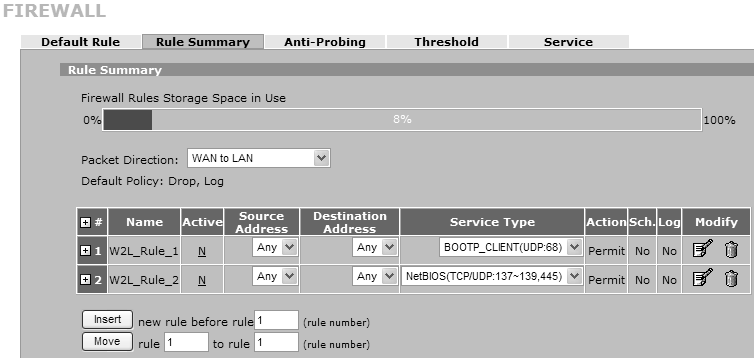 FIREWALL
Default Rule Rule Summary Anti-Probing Threshold Service
Rule Summary
Firewall Rules Storage Space in Use
0% 8% 100%
Packet Direction: WAN to LAN
Default Policy: Drop, Log
# Name Active Source Address Destination Address Service Type Action Sch. Log Modify
1 W2L_Rule_1 N Any Any BOOTP_CLIENT(UDP:68) Permit No No
2 W2L_Rule_2 N Any Any NetBIOS(TCP/UDP:137~139,445) Permit No No
Insert new rule before rule 1 (rule number)
Move rule 1 to rule 1 (rule number)